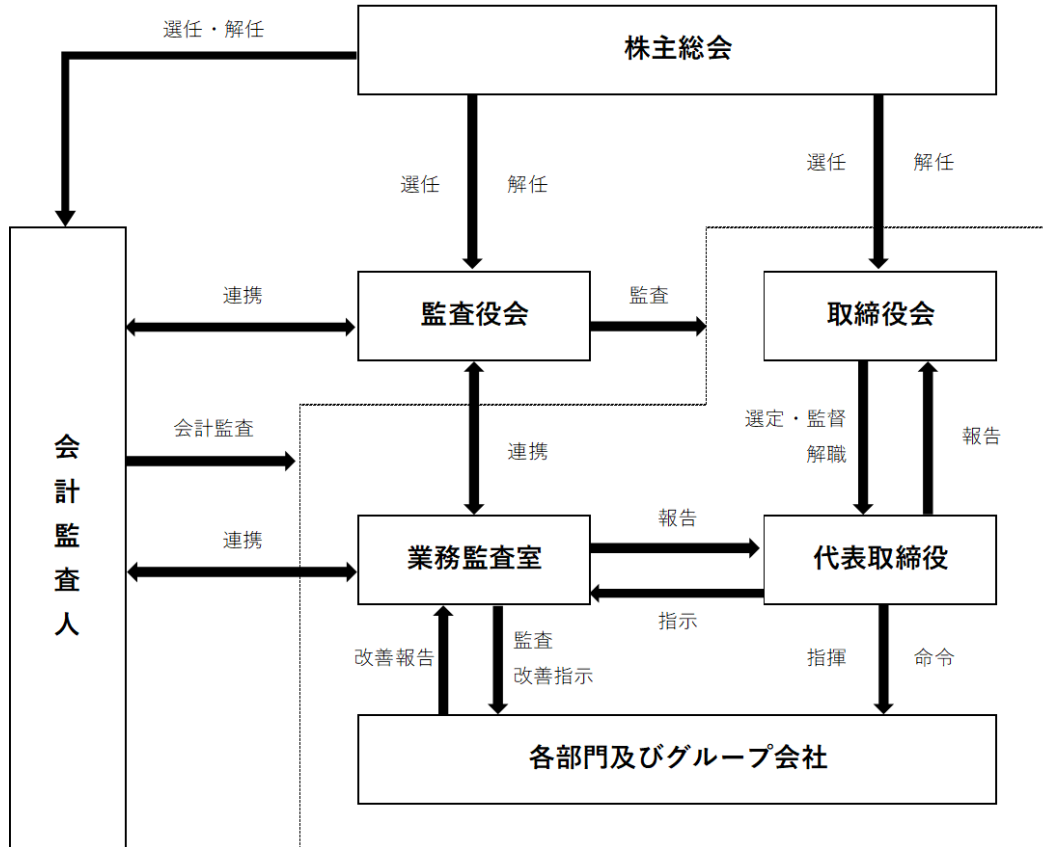 選任・解任
株主総会
選任
解任
選任
解任
連携
監査役会
監査
取締役会
会計監査人
会計監査
連携
選定・監督
解職
報告
連携
業務監査室
報告
指示
代表取締役
改善報告
監査
改善指示
指揮
命令
各部門及びグループ会社